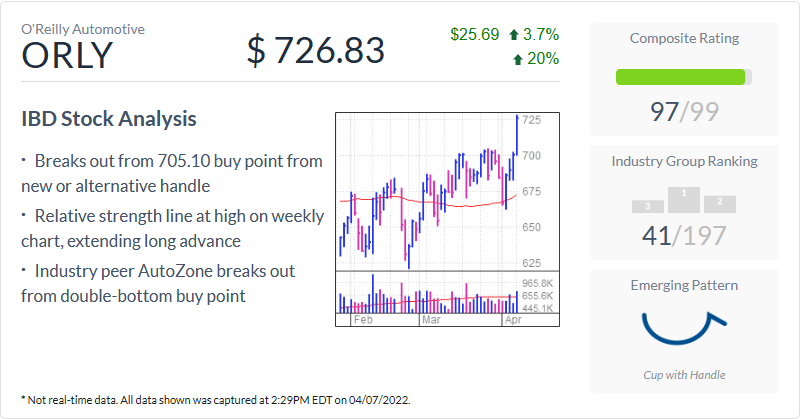 O'Reilly Automotive
ORLY
$ 726.83
$25.69 3.7%
20%
IBD Stock Analysis
· Breaks out from 705.10 buy point from
new or alternative handle
· Relative strength line at high on weekly
chart, extending long advance
· Industry peer AutoZone breaks out
from double-bottom buy point
725
700
675
650
625
965.8K
655.6K
445.1K
Feb Mar Apr
Composite Rating
97/99
Industry Group Ranking
3 1 2
41/197
Emerging Pattern
Cup with Handle
* Not real-time data. All data shown was captured at 2:29PM EDT on 04/07/2022.